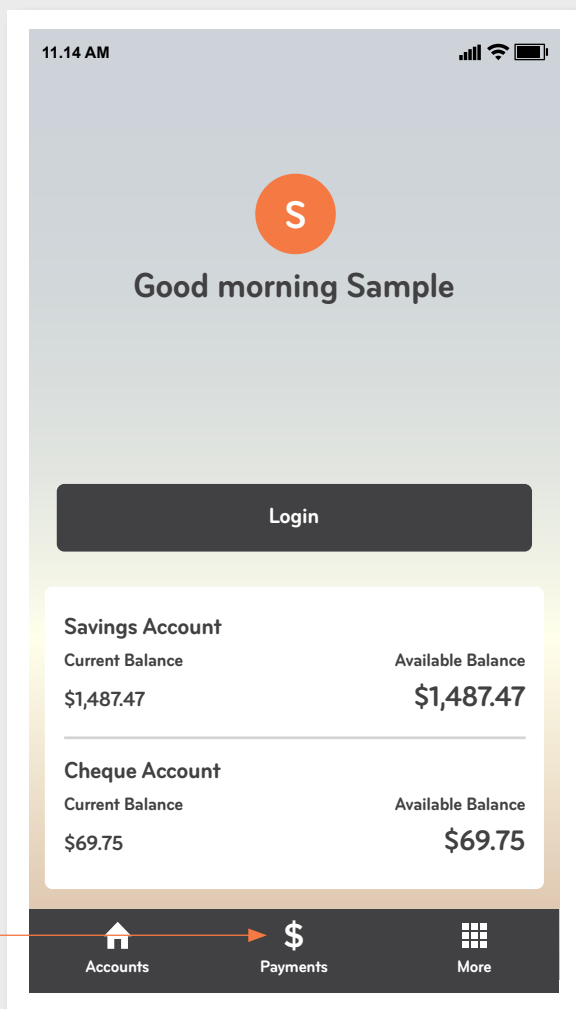 11.14 AM
S
Good morning Sample
Login
Savings Account
Current Balance Available Balance
$1,487.47 $1,487.47
Cheque Account
Current Balance Available Balance
$69.75 $69.75
$
Accounts Payments More